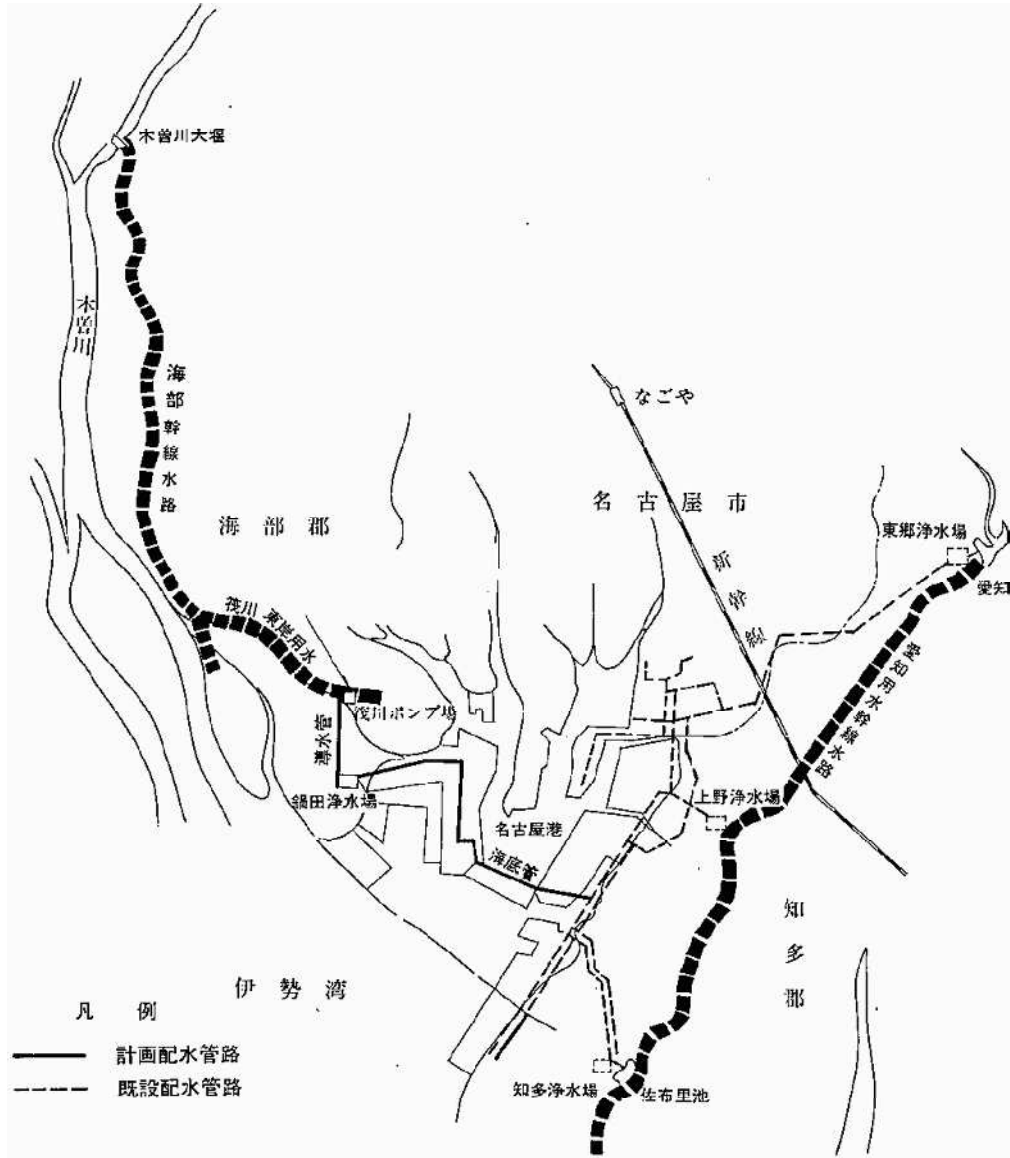 木曽川大堰
木曽川
海部幹線水路
なごや
海部郡
名古屋市
東郷浄水場
新幹線
愛知
筏川東岸用水
愛知用水幹線水路
筏川ポンプ場
導水管
鍋田浄水場
上野浄水場
名古屋港
海底管
知多郡
伊勢湾
凡例
計画配水管路
既設配水管路
知多浄水場
佐布里池